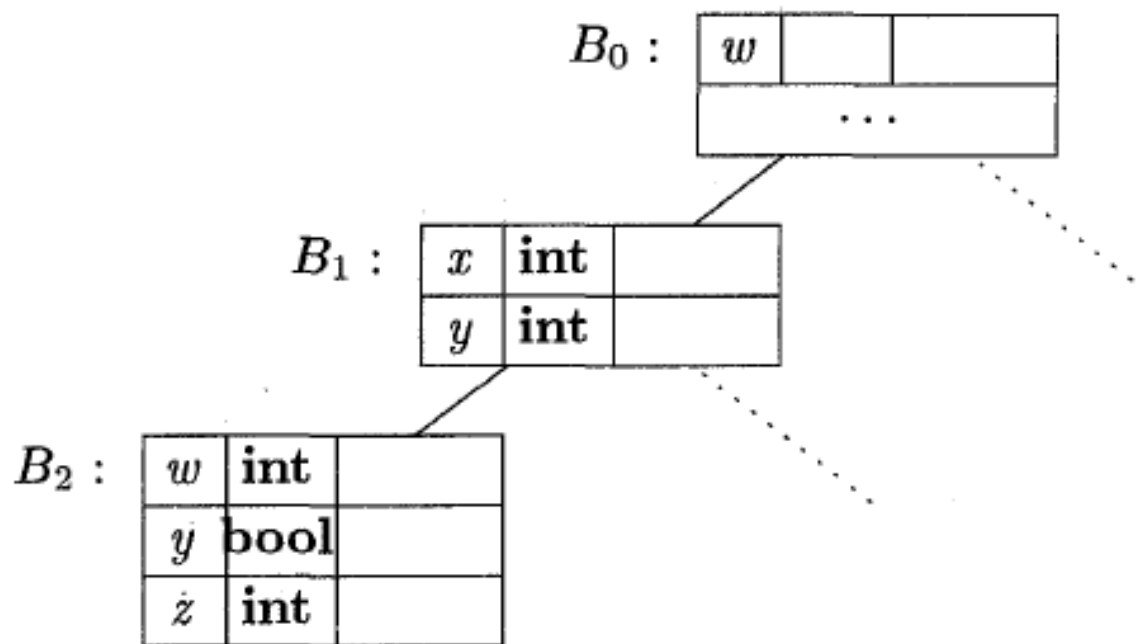 B₀ : w
...
B₁ : x int
y int
B₂ : w int
y bool
z int